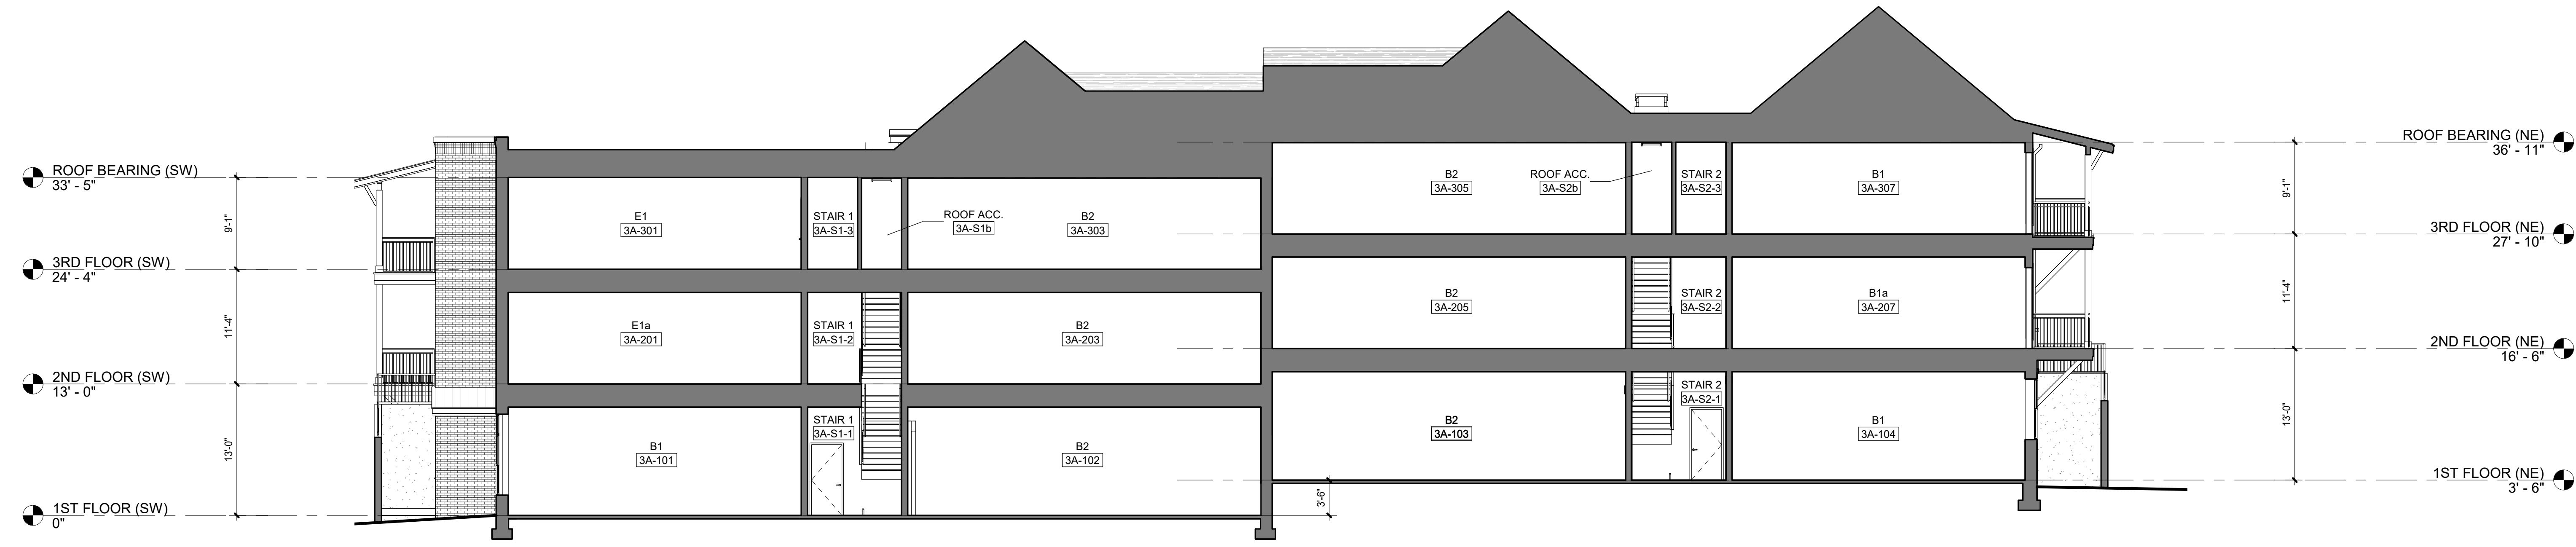 ROOF BEARING (SW)
33' - 5"
3RD FLOOR (SW)
24' - 4"
2ND FLOOR (SW)
13' - 0"
1ST FLOOR (SW)
0"
9'-1"
11'-4"
13'-0"
E1
3A-301
STAIR 1
3A-S1-3
ROOF ACC.
3A-S1b
B2
3A-303
E1a
3A-201
STAIR 1
3A-S1-2
B2
3A-203
B1
3A-101
STAIR 1
3A-S1-1
B2
3A-102
B2
3A-305
ROOF ACC.
3A-S2b
STAIR 2
3A-S2-3
B1
3A-307
B2
3A-205
STAIR 2
3A-S2-2
B1a
3A-207
B2
3A-103
STAIR 2
3A-S2-1
B1
3A-104
3'-6"
9'-1"
11'-4"
13'-0"
ROOF BEARING (NE)
36' - 11"
3RD FLOOR (NE)
27' - 10"
2ND FLOOR (NE)
16' - 6"
1ST FLOOR (NE)
3' - 6"